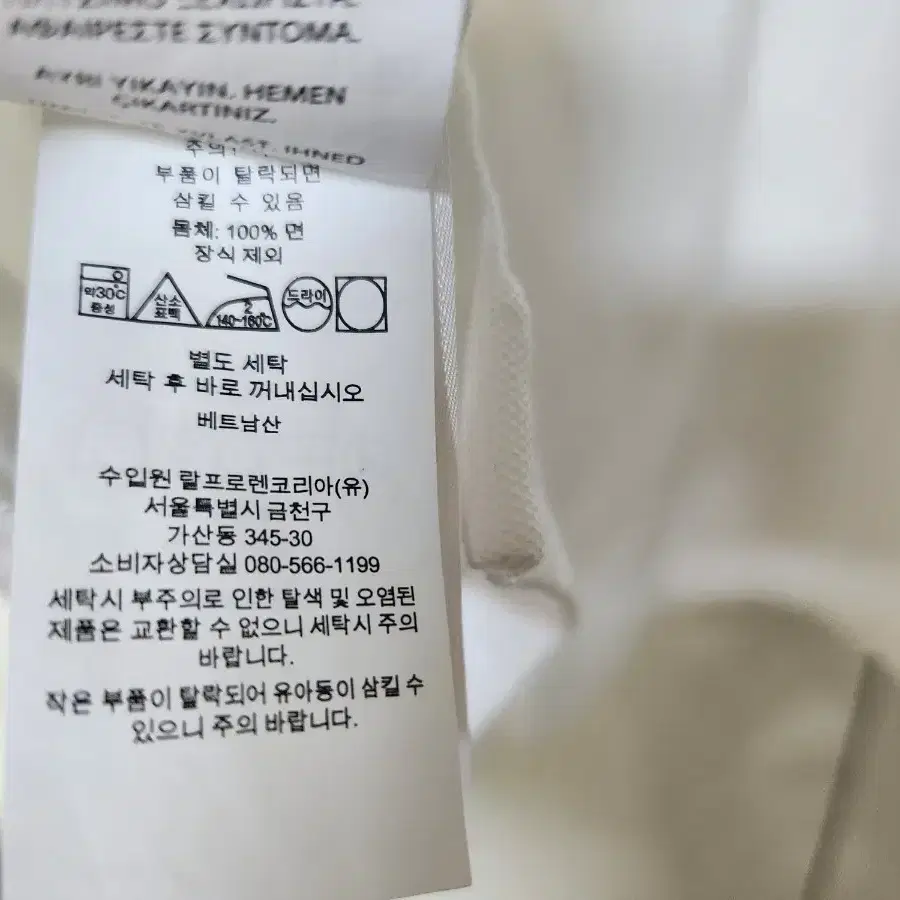 ΑΦΑΙΡΕΣΤΕ ΣΥΝΤΟΜΑ.
AYRI YIKAYIN. HEMEN
ÇIKARTINIZ.
IHNED
부품이 탈락되면
삼킬 수 있음
몸체: 100% 면
장식 제외
약30℃
중성
산소
표백
2
140~160℃
드라이
별도 세탁
세탁 후 바로 꺼내십시오
베트남산
수입원 랄프로렌코리아(유)
서울특별시 금천구
가산동 345-30
소비자상담실 080-566-1199
세탁시 부주의로 인한 탈색 및 오염된
제품은 교환할 수 없으니 세탁시 주의
바랍니다.
작은 부품이 탈락되어 유아동이 삼킬 수
있으니 주의 바랍니다.